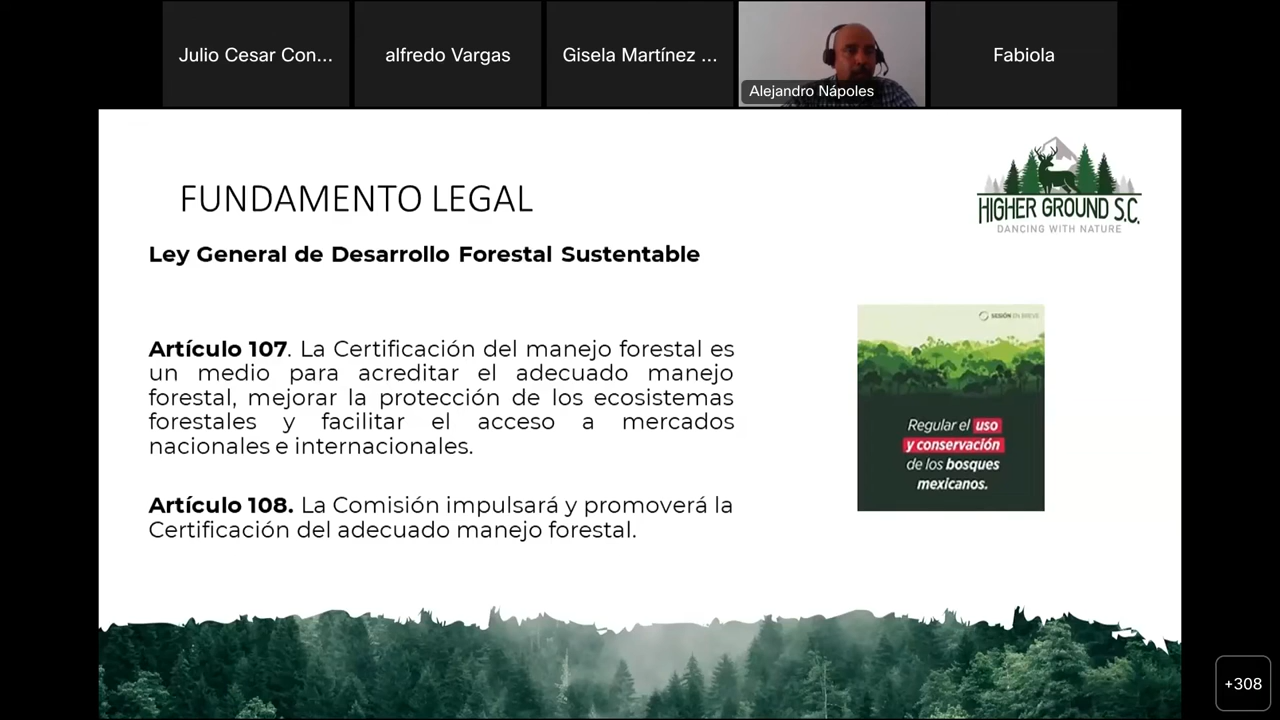 Julio Cesar Con...
alfredo Vargas
Gisela Martínez ...
Alejandro Nápoles
Fabiola
FUNDAMENTO LEGAL
HIGHER GROUND S.C.
DANCING WITH NATURE
Ley General de Desarrollo Forestal Sustentable
SESIÓN EN BREVE
Artículo 107. La Certificación del manejo forestal es
un medio para acreditar el adecuado manejo
forestal, mejorar la protección de los ecosistemas
forestales y facilitar el acceso a mercados
nacionales e internacionales.
Regular el uso
y conservación
de los bosques
mexicanos.
Artículo 108. La Comisión impulsará y promoverá la
Certificación del adecuado manejo forestal.
+308